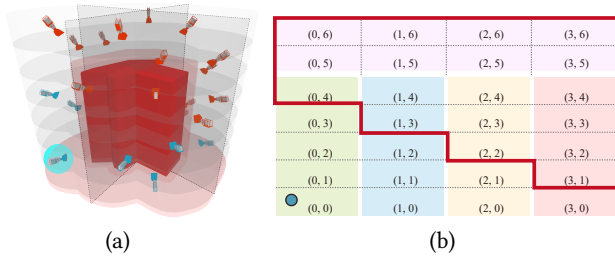 (0, 6) (1, 6) (2, 6) (3, 6)
(0, 5) (1, 5) (2, 5) (3, 5)
(0, 4) (1, 4) (2, 4) (3, 4)
(0, 3) (1, 3) (2, 3) (3, 3)
(0, 2) (1, 2) (2, 2) (3, 2)
(0, 1) (1, 1) (2, 1) (3, 1)
(0, 0) (1, 0) (2, 0) (3, 0)
(a) (b)